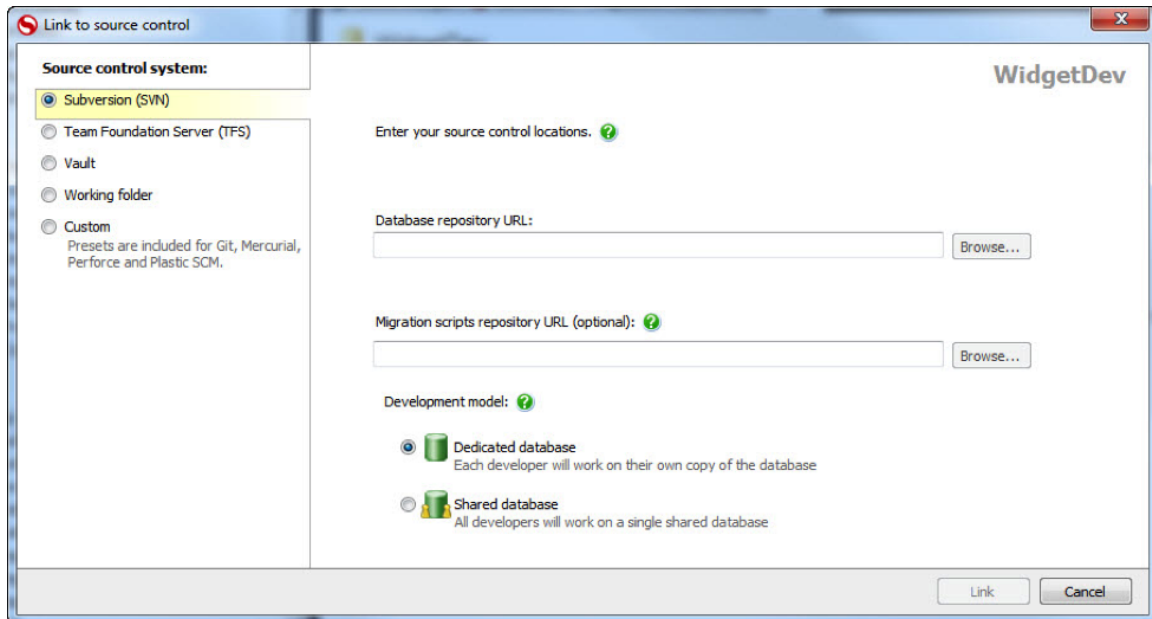 Link to source control
Source control system:
Subversion (SVN)
Team Foundation Server (TFS)
Vault
Working folder
Custom
Presets are included for Git, Mercurial,
Perforce and Plastic SCM.
WidgetDev
Enter your source control locations.
Database repository URL:
Browse...
Migration scripts repository URL (optional):
Browse...
Development model:
Dedicated database
Each developer will work on their own copy of the database
Shared database
All developers will work on a single shared database
Link
Cancel